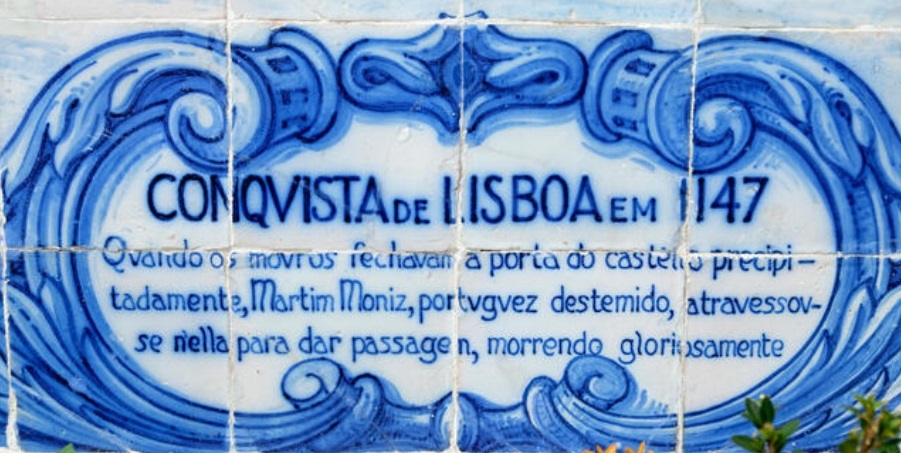 CONQVISTA DE LISBOA EM 1147
Qvando os movros fechavam a porta do castello precipi-
tadamente, Martim Moniz, portvgvez destemido, atravessov-
se n'ella para dar passagem, morrendo gloriosamente